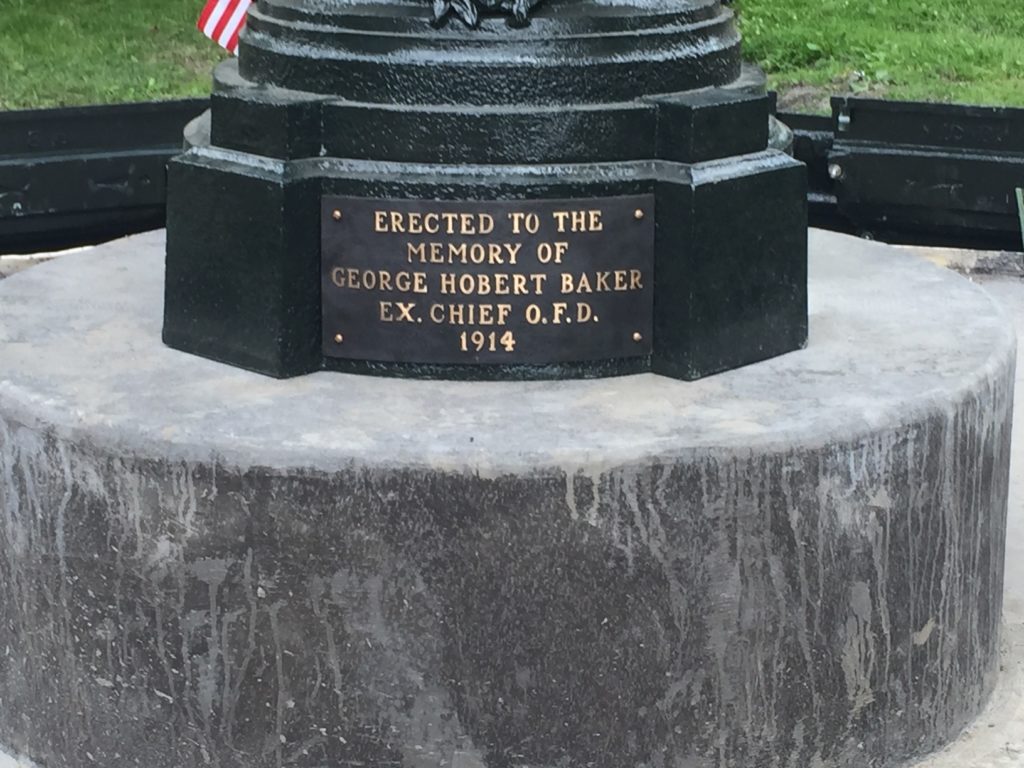 ERECTED TO THE
MEMORY OF
GEORGE HOBERT BAKER
EX. CHIEF O.F.D.
1914